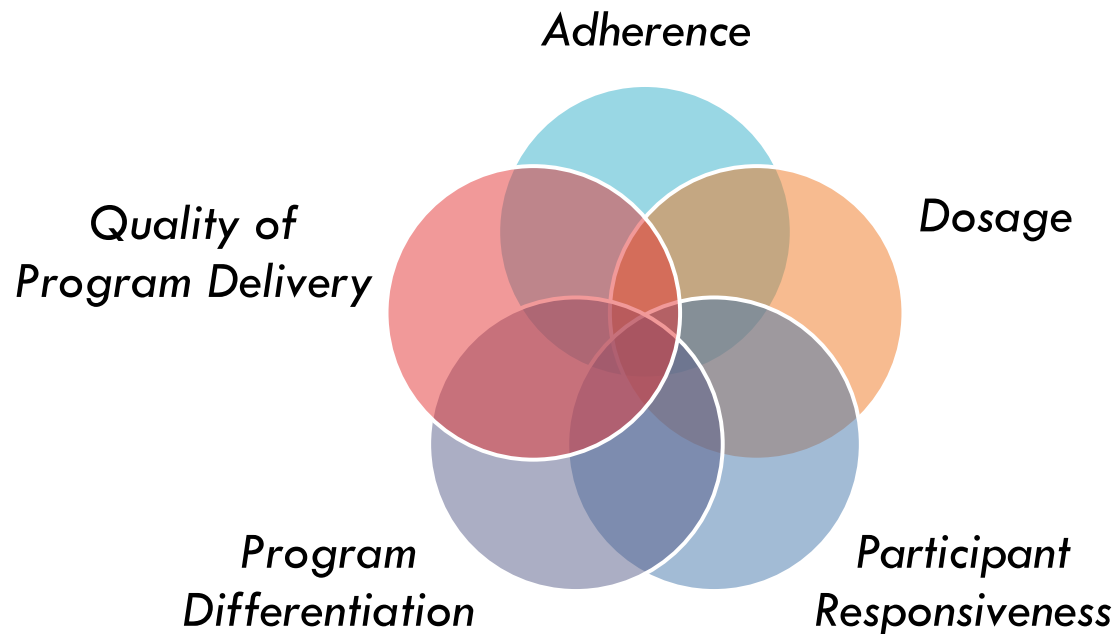 Adherence
Dosage
Quality of
Program Delivery
Program
Differentiation
Participant
Responsiveness